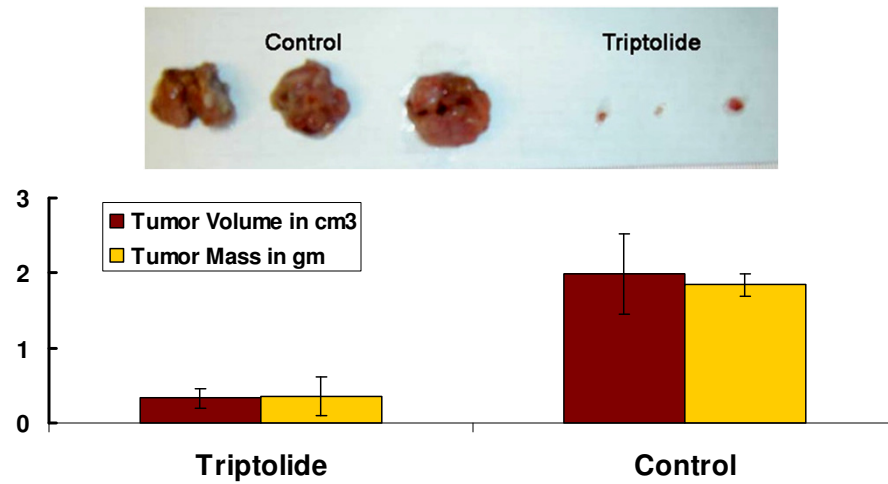 Control Triptolide
3
Tumor Volume in cm3
Tumor Mass in gm
2
1
0
Triptolide Control